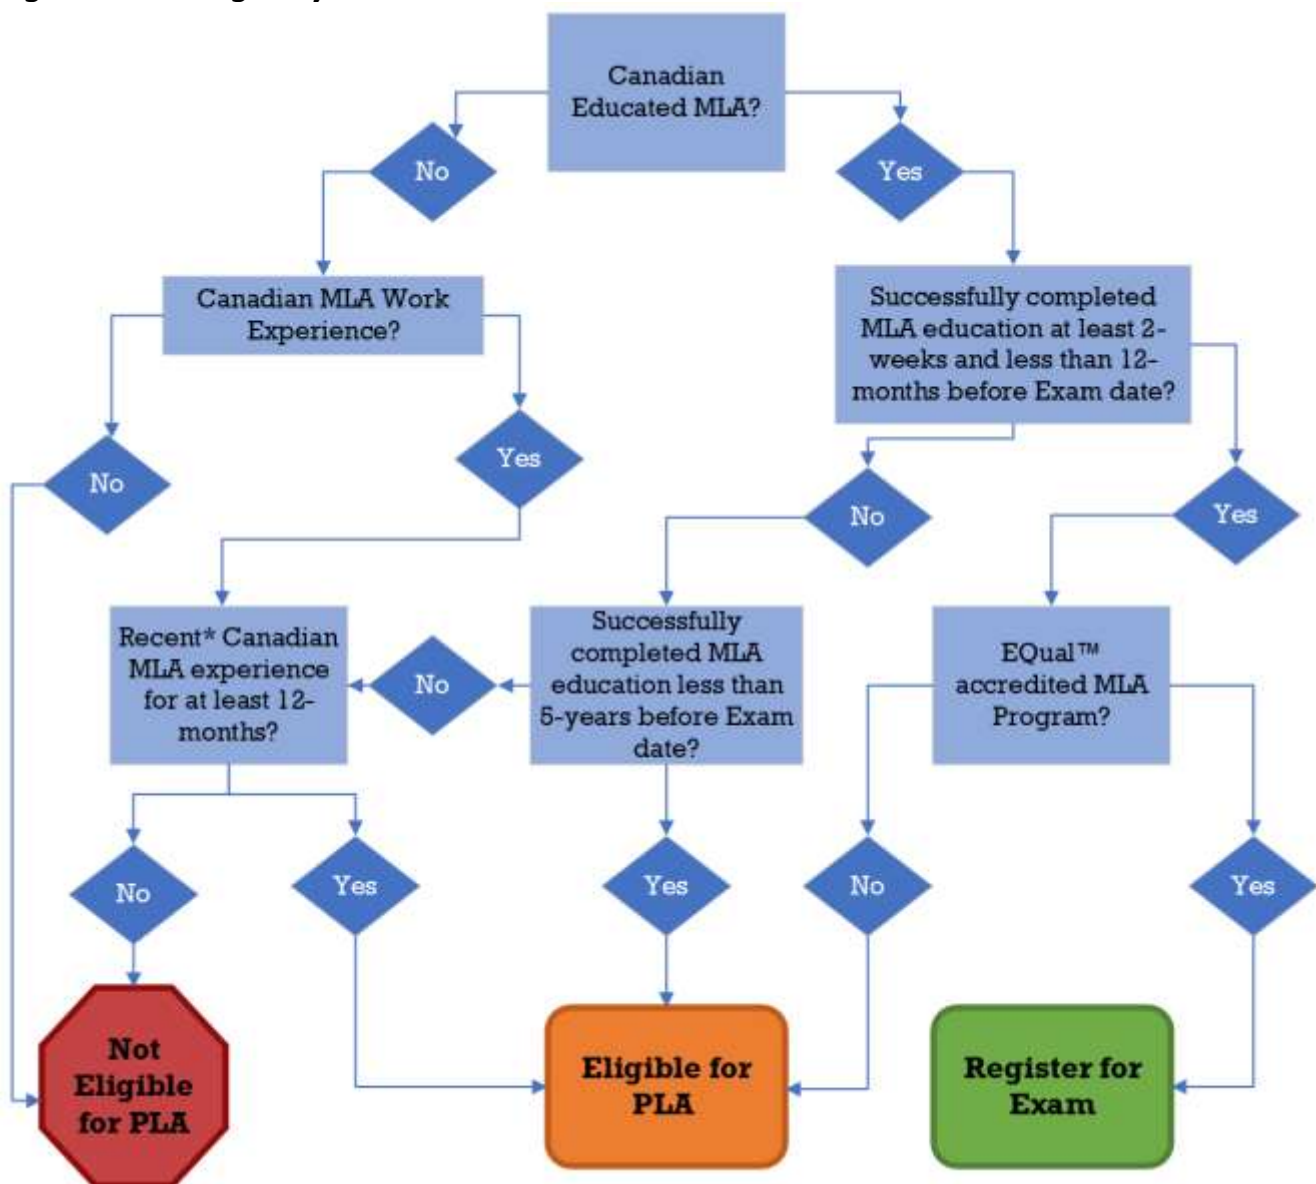 Canadian
Educated MLA?
No
Yes
Canadian MLA Work
Experience?
Successfully completed
MLA education at least 2-
weeks and less than 12-
months before Exam date?
No
Yes
No
Yes
Recent* Canadian
MLA experience
for at least 12-
months?
No
Successfully
completed MLA
education less than
5-years before Exam
date?
EQual™
accredited MLA
Program?
No
Yes
Yes
No
Yes
Not
Eligible
for PLA
Eligible for
PLA
Register for
Exam